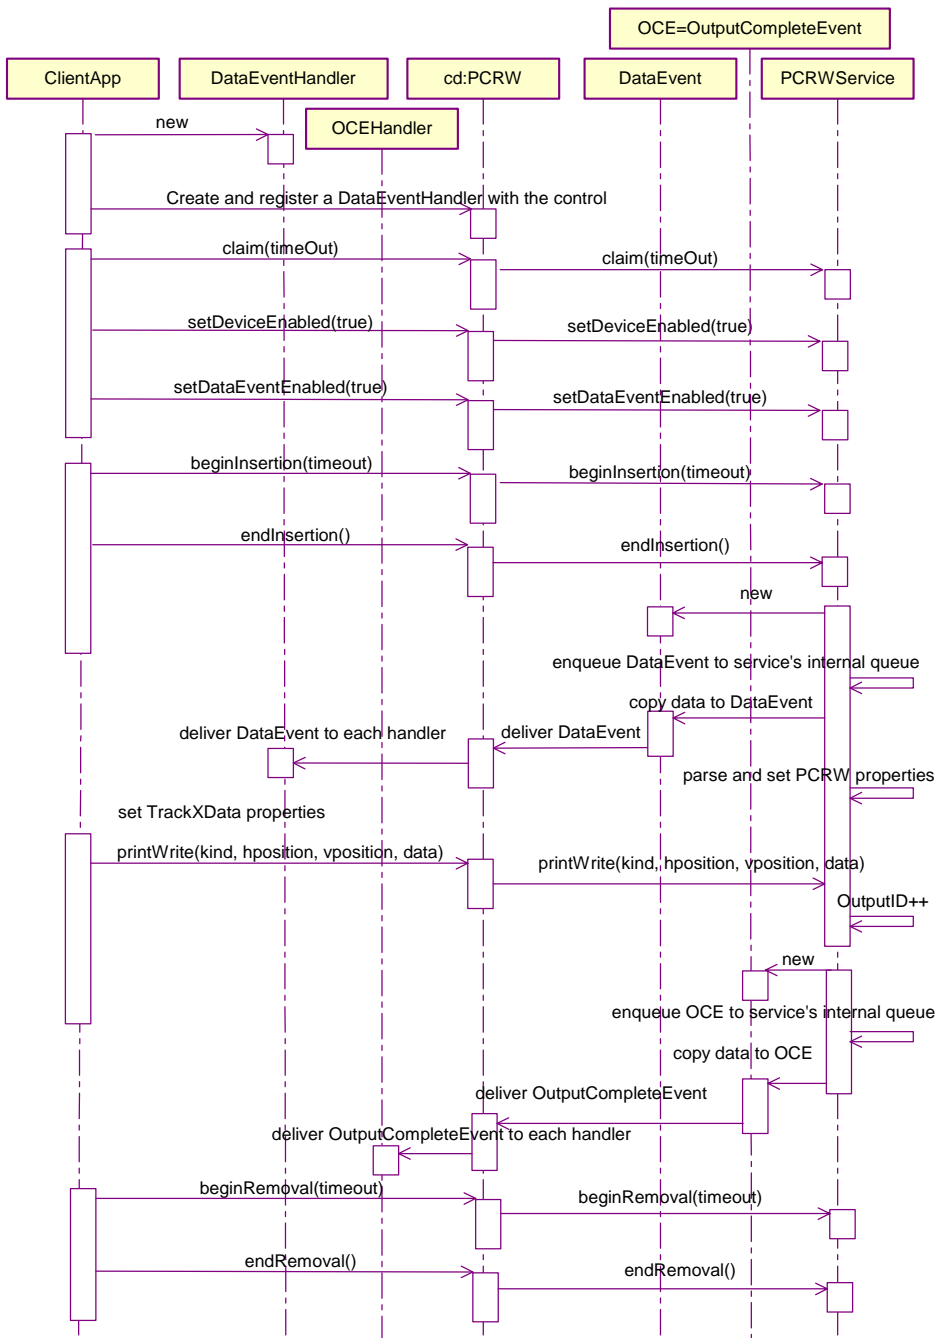 OCE=OutputCompleteEvent
ClientApp
DataEventHandler
cd:PCRW
DataEvent
PCRWService
new
OCEHandler
Create and register a DataEventHandler with the control
claim(timeOut)
claim(timeOut)
setDeviceEnabled(true)
setDeviceEnabled(true)
setDataEventEnabled(true)
setDataEventEnabled(true)
beginInsertion(timeout)
beginInsertion(timeout)
endInsertion()
endInsertion()
new
enqueue DataEvent to service's internal queue
copy data to DataEvent
deliver DataEvent to each handler
deliver DataEvent
parse and set PCRW properties
set TrackXData properties
printWrite(kind, hposition, vposition, data)
printWrite(kind, hposition, vposition, data)
OutputID++
new
enqueue OCE to service's internal queue
copy data to OCE
deliver OutputCompleteEvent
deliver OutputCompleteEvent to each handler
beginRemoval(timeout)
beginRemoval(timeout)
endRemoval()
endRemoval()